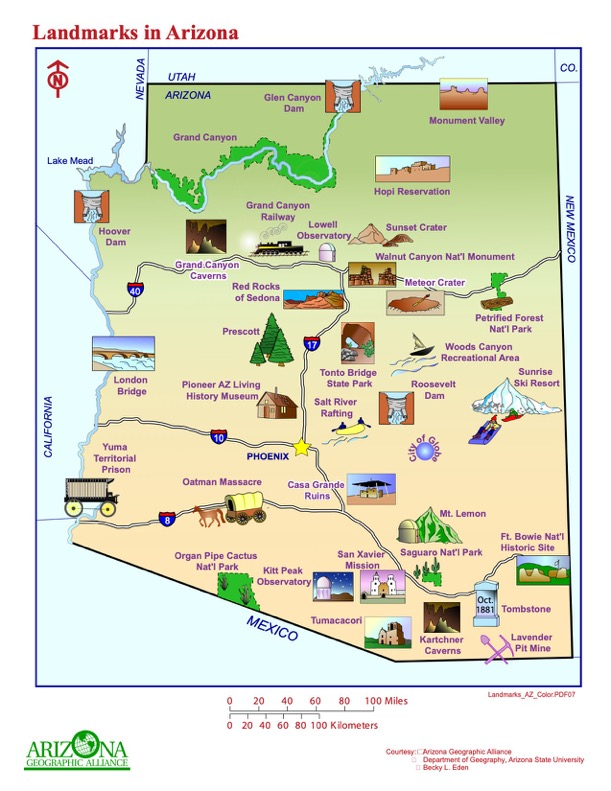 Landmarks in Arizona
N
NEVADA
UTAH
ARIZONA
CO.
Glen Canyon
Dam
Monument Valley
Grand Canyon
Lake Mead
Hopi Reservation
NEW MEXICO
Hoover
Dam
Grand Canyon
Railway
Lowell
Observatory
Sunset Crater
Grand Canyon
Caverns
Walnut Canyon Nat'l Monument
Meteor Crater
40
Red Rocks
of Sedona
Petrified Forest
Nat'l Park
Prescott
17
Woods Canyon
Recreational Area
London
Bridge
Tonto Bridge
State Park
Sunrise
Ski Resort
Pioneer AZ Living
History Museum
Roosevelt
Dam
Salt River
Rafting
CALIFORNIA
10
PHOENIX
City of Globe
Yuma
Territorial
Prison
Oatman Massacre
Casa Grande
Ruins
8
Mt. Lemon
Ft. Bowie Nat'l
Historic Site
Organ Pipe Cactus
Nat'l Park
Kitt Peak
Observatory
San Xavier
Mission
Saguaro Nat'l Park
Oct.
1881
Tombstone
MEXICO
Tumacacori
Kartchner
Caverns
Lavender
Pit Mine
Landmarks_AZ_Color.PDF07
0 20 40 60 80 100 Miles
0 20 40 60 80 100 Kilometers
ARIZONA
GEOGRAPHIC ALLIANCE
Courtesy: Arizona Geographic Alliance
Department of Geography, Arizona State University
Becky L. Eden